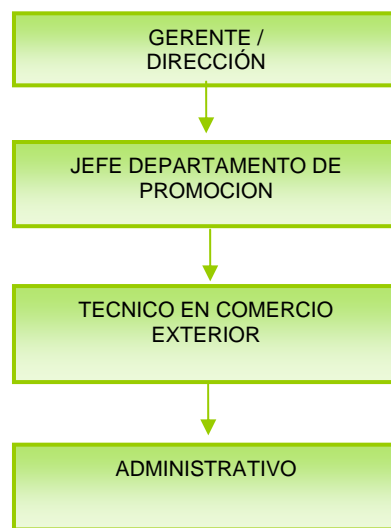 GERENTE /
DIRECCIÓN
JEFE DEPARTAMENTO DE
PROMOCION
TECNICO EN COMERCIO
EXTERIOR
ADMINISTRATIVO